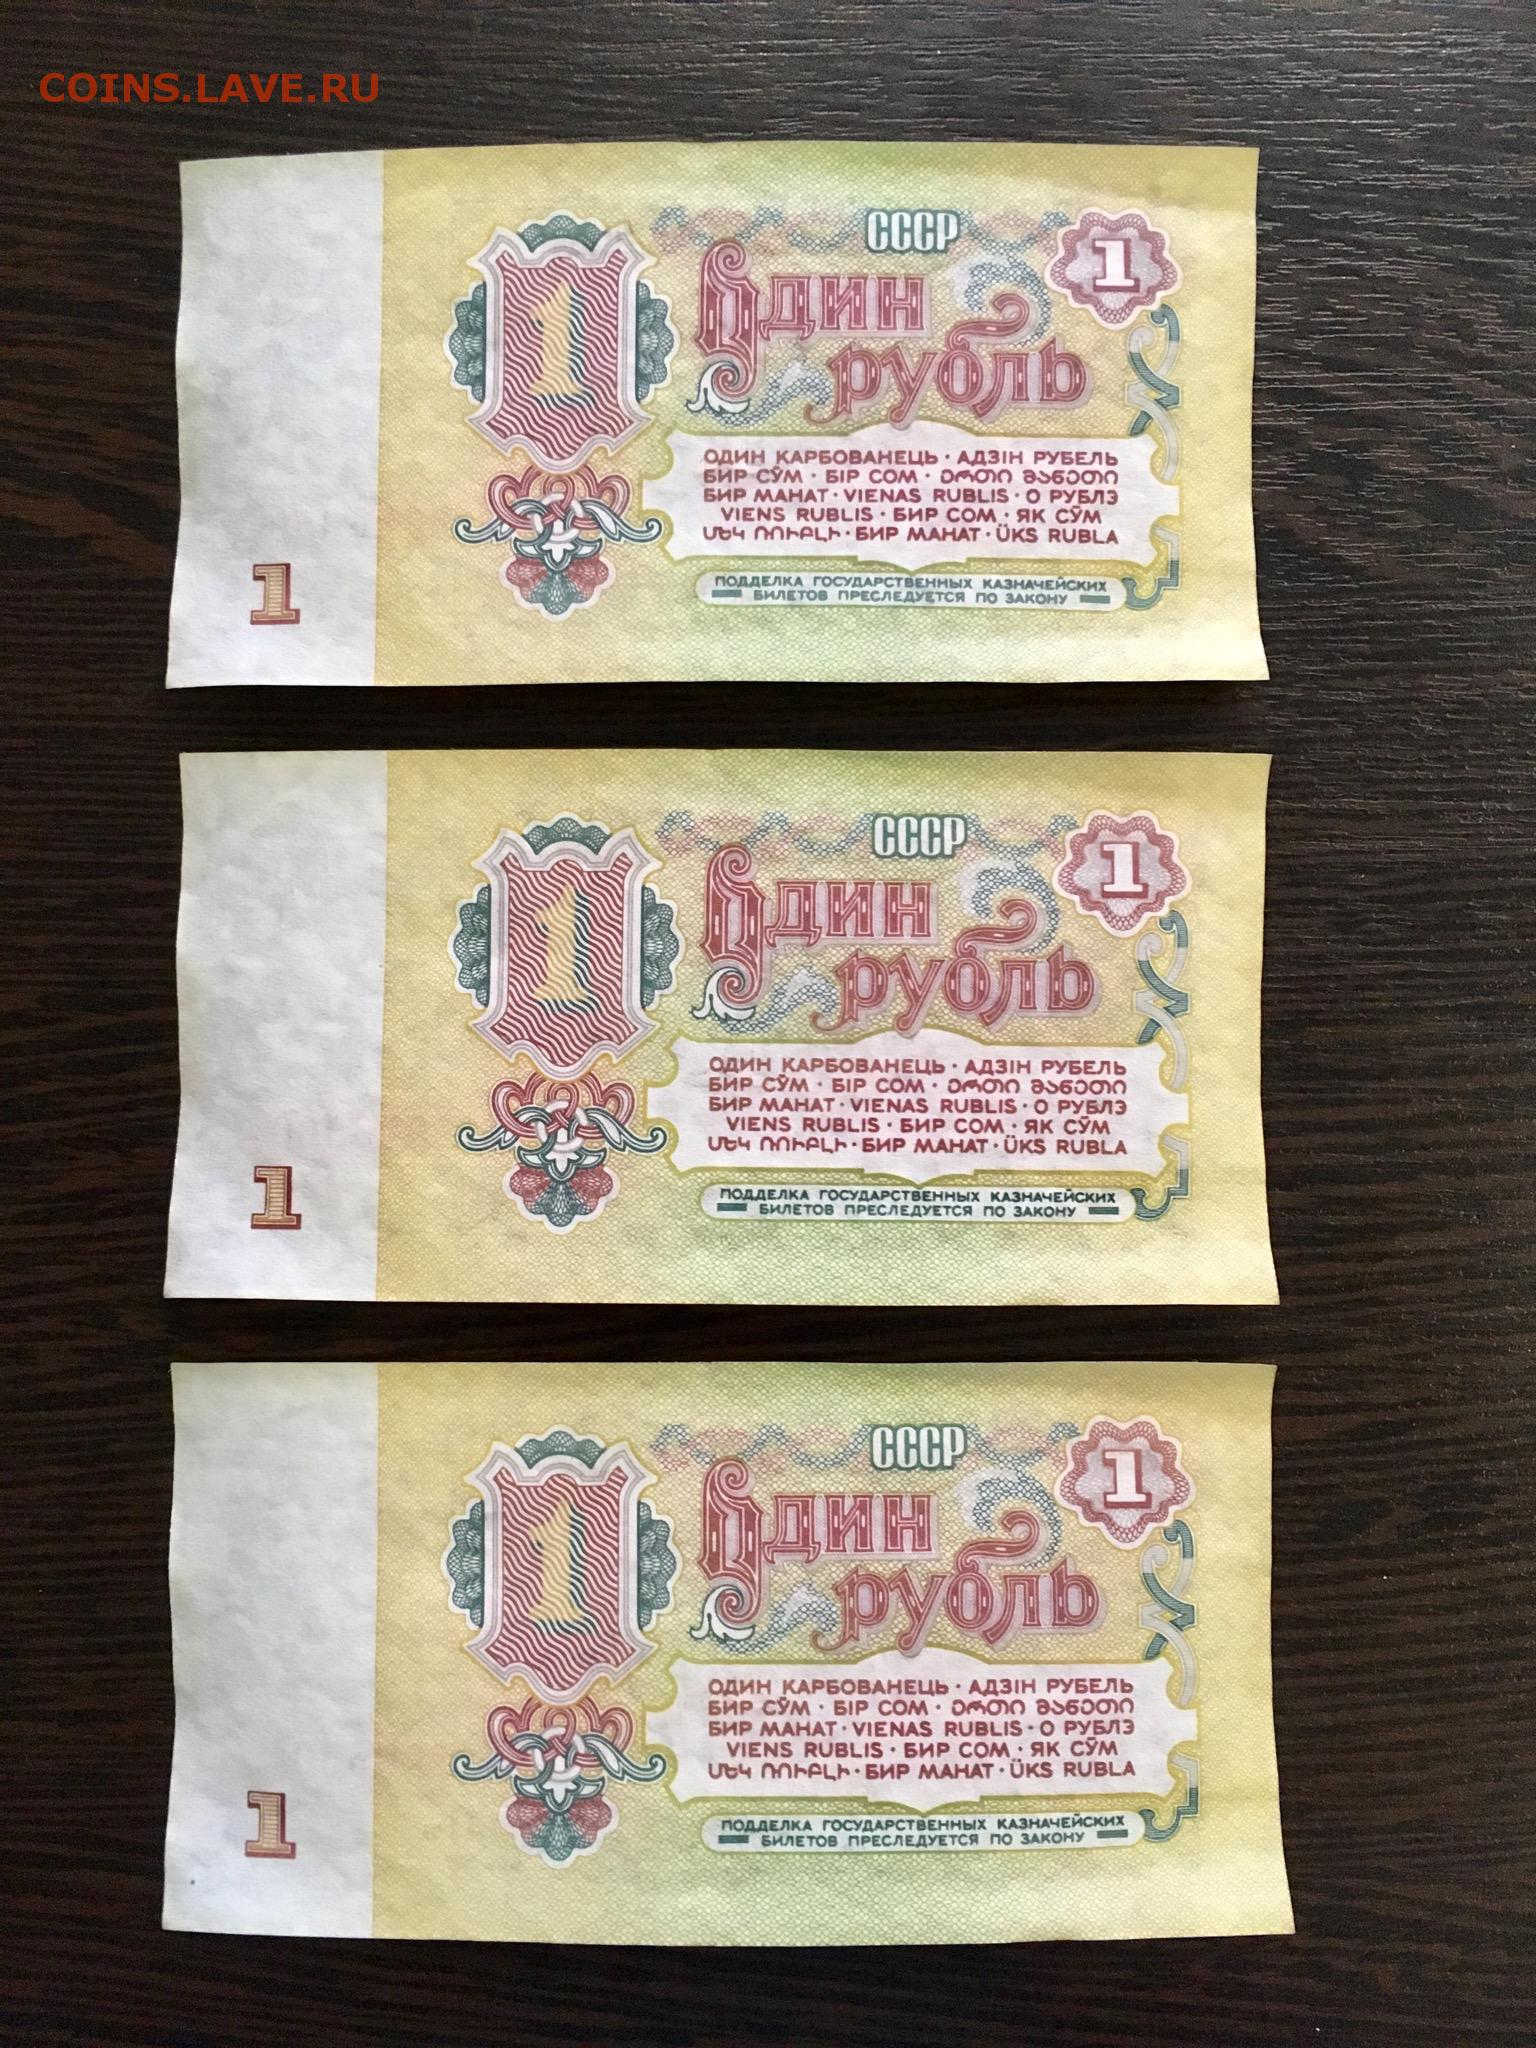 COINS.LAVE.RU
СССР
1
1
Один
рубль
ОДИН КАРБОВАНЕЦЬ · АДЗІН РУБЕЛЬ
БИР СЎМ · БІР СОМ · ᲔᲠᲗᲘ ᲛᲐᲜᲔᲗᲘ
БИР МАНАТ · VIENAS RUBLIS · О РУБЛЭ
VIENS RUBLIS · БИР СОМ · ЯК СӮМ
ՄԵԿ ՌՈՒԲԼԻ · БИР МАНАТ · ÜKS RUBLA
ПОДДЕЛКА ГОСУДАРСТВЕННЫХ КАЗНАЧЕЙСКИХ
БИЛЕТОВ ПРЕСЛЕДУЕТСЯ ПО ЗАКОНУ
1
СССР
1
1
Один
рубль
ОДИН КАРБОВАНЕЦЬ · АДЗІН РУБЕЛЬ
БИР СЎМ · БІР СОМ · ᲔᲠᲗᲘ ᲛᲐᲜᲔᲗᲘ
БИР МАНАТ · VIENAS RUBLIS · О РУБЛЭ
VIENS RUBLIS · БИР СОМ · ЯК СӮМ
ՄԵԿ ՌՈՒԲԼԻ · БИР МАНАТ · ÜKS RUBLA
ПОДДЕЛКА ГОСУДАРСТВЕННЫХ КАЗНАЧЕЙСКИХ
БИЛЕТОВ ПРЕСЛЕДУЕТСЯ ПО ЗАКОНУ
1
СССР
1
1
Один
рубль
ОДИН КАРБОВАНЕЦЬ · АДЗІН РУБЕЛЬ
БИР СЎМ · БІР СОМ · ᲔᲠᲗᲘ ᲛᲐᲜᲔᲗᲘ
БИР МАНАТ · VIENAS RUBLIS · О РУБЛЭ
VIENS RUBLIS · БИР СОМ · ЯК СӮМ
ՄԵԿ ՌՈՒԲԼԻ · БИР МАНАТ · ÜKS RUBLA
ПОДДЕЛКА ГОСУДАРСТВЕННЫХ КАЗНАЧЕЙСКИХ
БИЛЕТОВ ПРЕСЛЕДУЕТСЯ ПО ЗАКОНУ
1